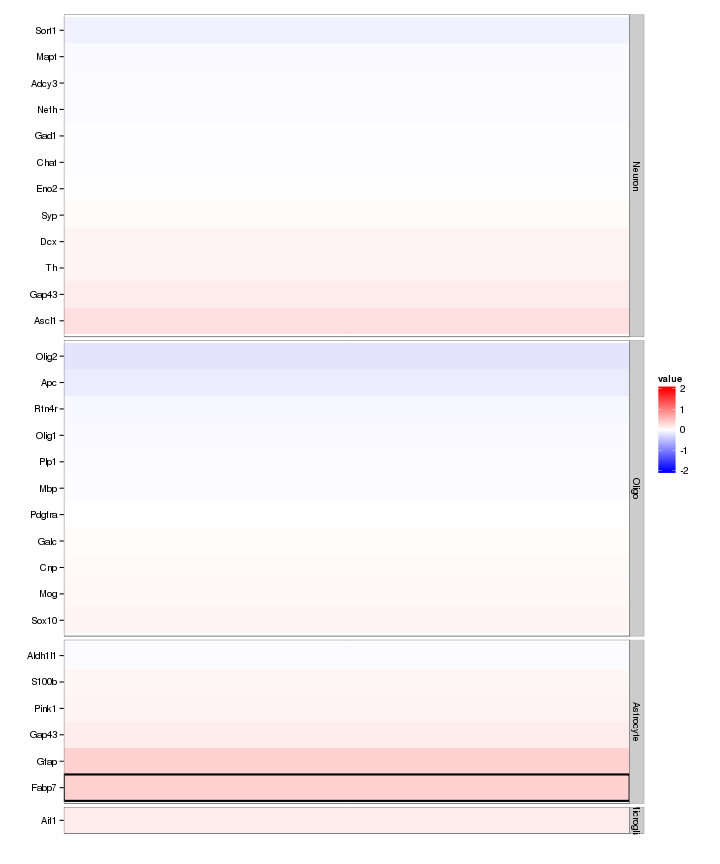 Sort1
Mapt
Adcy3
Nefh
Gad1
Chat
Eno2
Syp
Dcx
Th
Gap43
Ascl1
Neuron
Olig2
Apc
Rtn4r
Olig1
Plp1
Mbp
Pdgfra
Galc
Cnp
Mog
Sox10
Oligo
Aldh1l1
S100b
Pink1
Gap43
Gfap
Fabp7
Astrocyte
Aif1
value
2
1
0
-1
-2